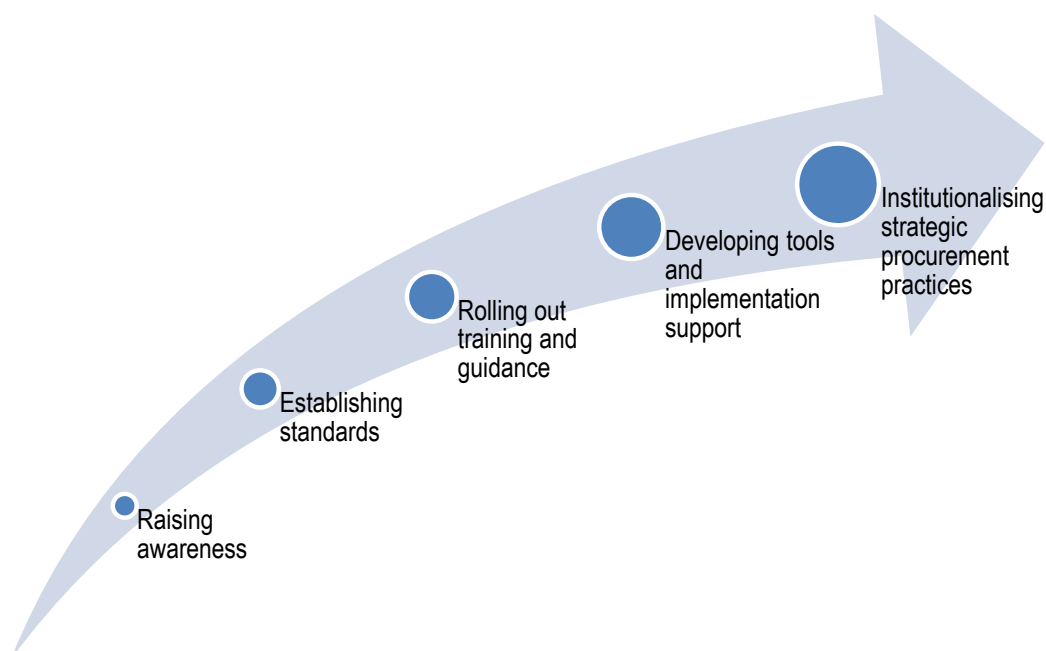 Raising
awareness
Establishing
standards
Rolling out
training and
guidance
Developing tools
and
implementation
support
Institutionalising
strategic
procurement
practices